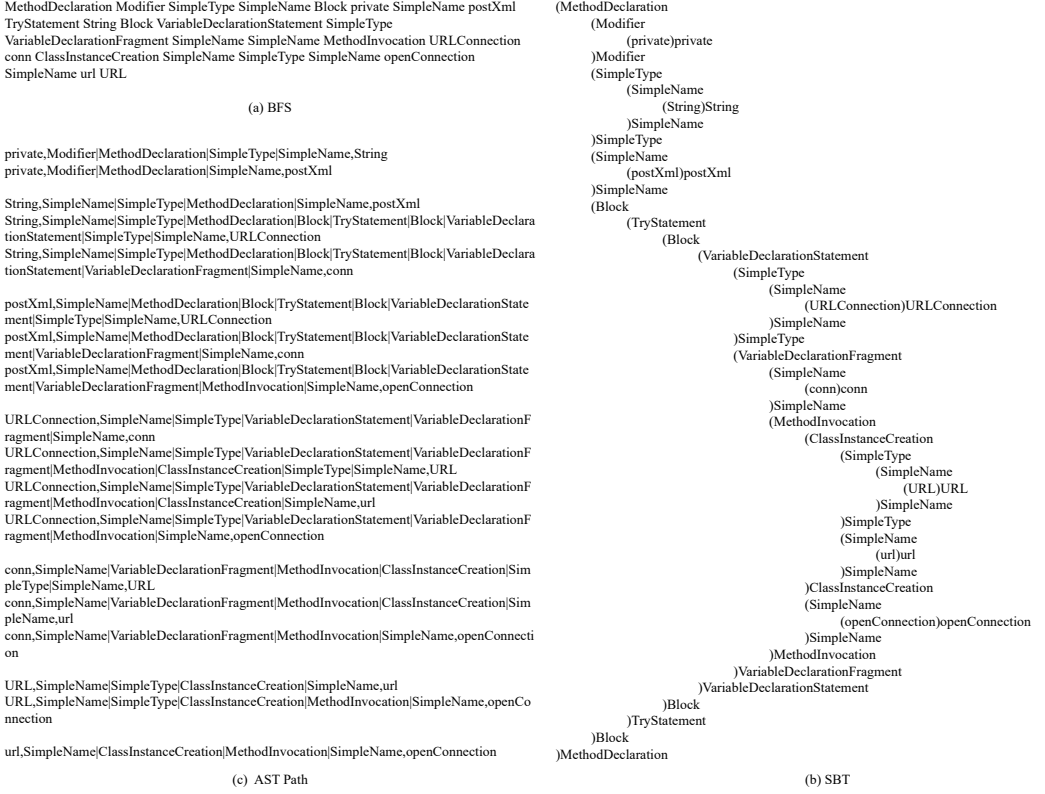 MethodDeclaration Modifier SimpleType SimpleName Block private SimpleName postXml
TryStatement String Block VariableDeclarationStatement SimpleType
VariableDeclarationFragment SimpleName SimpleName MethodInvocation URLConnection
conn ClassInstanceCreation SimpleName SimpleType SimpleName openConnection
SimpleName url URL
(a) BFS
private,Modifier|MethodDeclaration|SimpleType|SimpleName,String
private,Modifier|MethodDeclaration|SimpleName,postXml
String,SimpleName|SimpleType|MethodDeclaration|SimpleName,postXml
String,SimpleName|SimpleType|MethodDeclaration|Block|TryStatement|Block|VariableDeclara
tionStatement|SimpleType|SimpleName,URLConnection
String,SimpleName|SimpleType|MethodDeclaration|Block|TryStatement|Block|VariableDeclara
tionStatement|VariableDeclarationFragment|SimpleName,conn
postXml,SimpleName|MethodDeclaration|Block|TryStatement|Block|VariableDeclarationState
ment|SimpleType|SimpleName,URLConnection
postXml,SimpleName|MethodDeclaration|Block|TryStatement|Block|VariableDeclarationState
ment|VariableDeclarationFragment|SimpleName,conn
postXml,SimpleName|MethodDeclaration|Block|TryStatement|Block|VariableDeclarationState
ment|VariableDeclarationFragment|MethodInvocation|SimpleName,openConnection
URLConnection,SimpleName|SimpleType|VariableDeclarationStatement|VariableDeclarationF
ragment|SimpleName,conn
URLConnection,SimpleName|SimpleType|VariableDeclarationStatement|VariableDeclarationF
ragment|MethodInvocation|ClassInstanceCreation|SimpleType|SimpleName,URL
URLConnection,SimpleName|SimpleType|VariableDeclarationStatement|VariableDeclarationF
ragment|MethodInvocation|ClassInstanceCreation|SimpleName,url
URLConnection,SimpleName|SimpleType|VariableDeclarationStatement|VariableDeclarationF
ragment|MethodInvocation|SimpleName,openConnection
conn,SimpleName|VariableDeclarationFragment|MethodInvocation|ClassInstanceCreation|Sim
pleType|SimpleName,URL
conn,SimpleName|VariableDeclarationFragment|MethodInvocation|ClassInstanceCreation|Sim
pleName,url
conn,SimpleName|VariableDeclarationFragment|MethodInvocation|SimpleName,openConnecti
on
URL,SimpleName|SimpleType|ClassInstanceCreation|SimpleName,url
URL,SimpleName|SimpleType|ClassInstanceCreation|MethodInvocation|SimpleName,openCo
nnection
url,SimpleName|ClassInstanceCreation|MethodInvocation|SimpleName,openConnection
(c) AST Path
(MethodDeclaration
(Modifier
(private)private
)Modifier
(SimpleType
(SimpleName
(String)String
)SimpleName
)SimpleType
(SimpleName
(postXml)postXml
)SimpleName
(Block
(TryStatement
(Block
(VariableDeclarationStatement
(SimpleType
(SimpleName
(URLConnection)URLConnection
)SimpleName
)SimpleType
(VariableDeclarationFragment
(SimpleName
(conn)conn
)SimpleName
(MethodInvocation
(ClassInstanceCreation
(SimpleType
(SimpleName
(URL)URL
)SimpleName
)SimpleType
(SimpleName
(url)url
)SimpleName
)ClassInstanceCreation
(SimpleName
(openConnection)openConnection
)SimpleName
)MethodInvocation
)VariableDeclarationFragment
)VariableDeclarationStatement
)Block
)TryStatement
)Block
)MethodDeclaration
(b) SBT